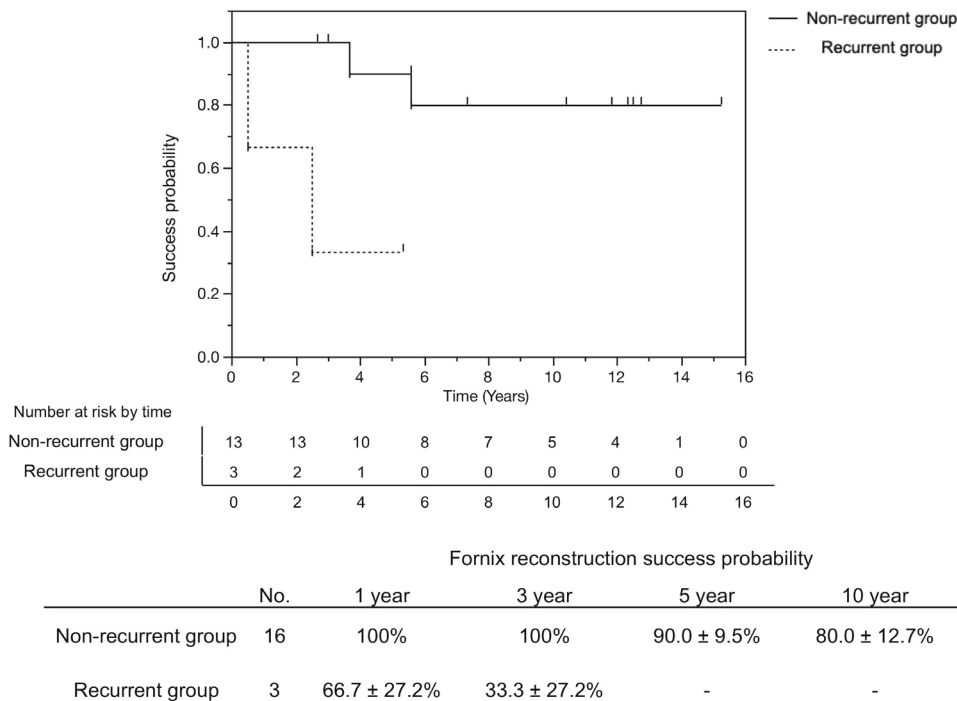 Non-recurrent group
Recurrent group
1.0
0.8
0.6
0.4
0.2
0.0
Success probability
0 2 4 6 8 10 12 14 16
Time (Years)
Number at risk by time
Non-recurrent group 13 13 10 8 7 5 4 1 0
Recurrent group 3 2 1 0 0 0 0 0 0
0 2 4 6 8 10 12 14 16
Fornix reconstruction success probability
No. 1 year 3 year 5 year 10 year
Non-recurrent group 16 100% 100% 90.0 ± 9.5% 80.0 ± 12.7%
Recurrent group 3 66.7 ± 27.2% 33.3 ± 27.2% - -